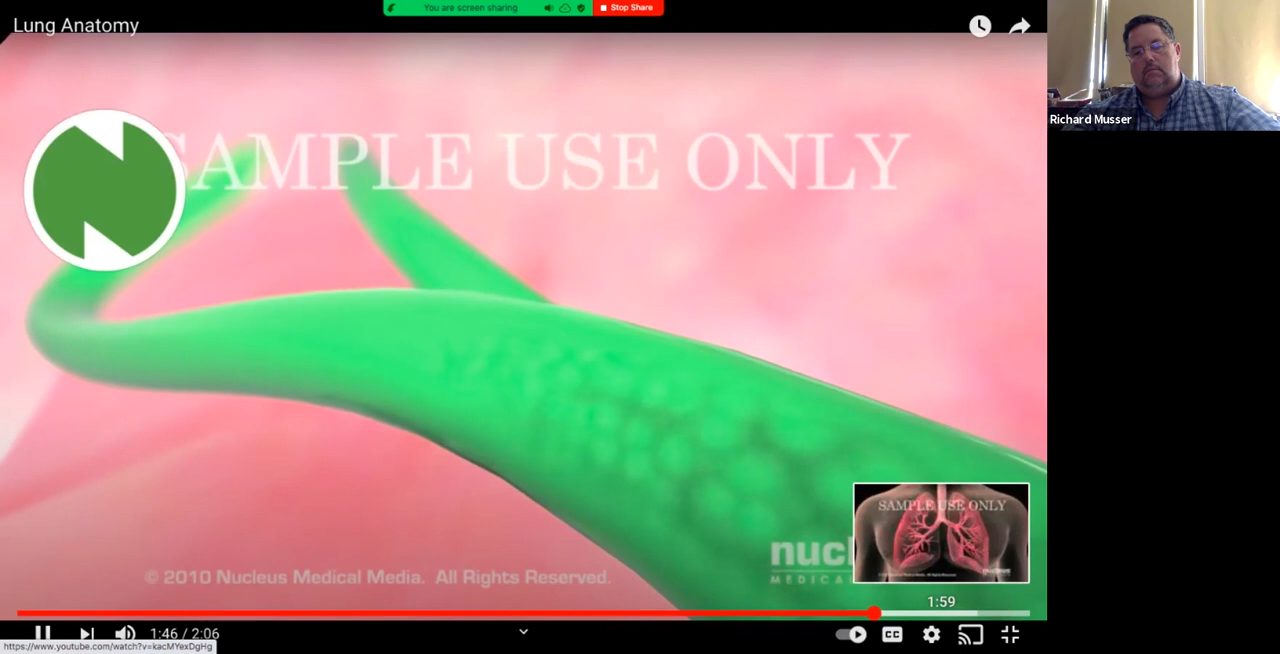 You are screen sharing
Stop Share
Lung Anatomy
Richard Musser
SAMPLE USE ONLY
SAMPLE USE ONLY
© 2010 Nucleus Medical Media. All Rights Reserved.
1:59
1:46 / 2:06
CC
https://www.youtube.com/watch?v=kacMYexDgHg